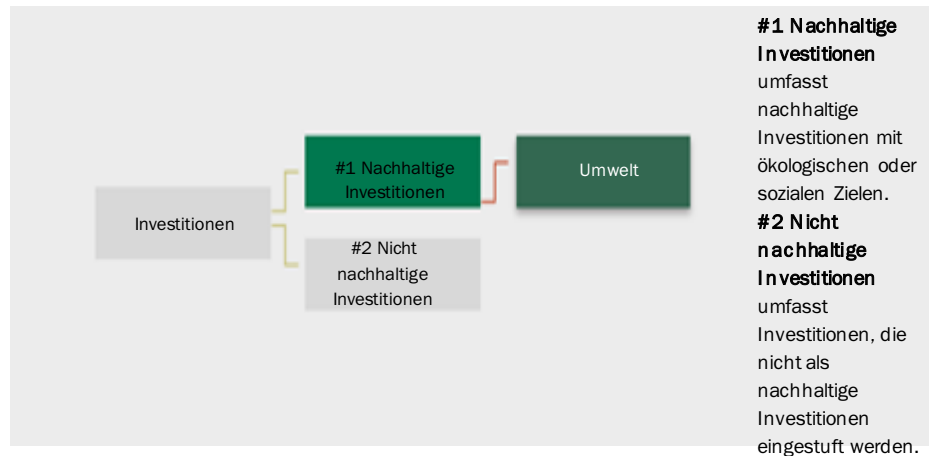 Investitionen
#1 Nachhaltige
Investitionen
Umwelt
#2 Nicht
nachhaltige
Investitionen
#1 Nachhaltige
Investitionen
umfasst
nachhaltige
Investitionen mit
ökologischen oder
sozialen Zielen.
#2 Nicht
nachhaltige
Investitionen
umfasst
Investitionen, die
nicht als
nachhaltige
Investitionen
eingestuft werden.